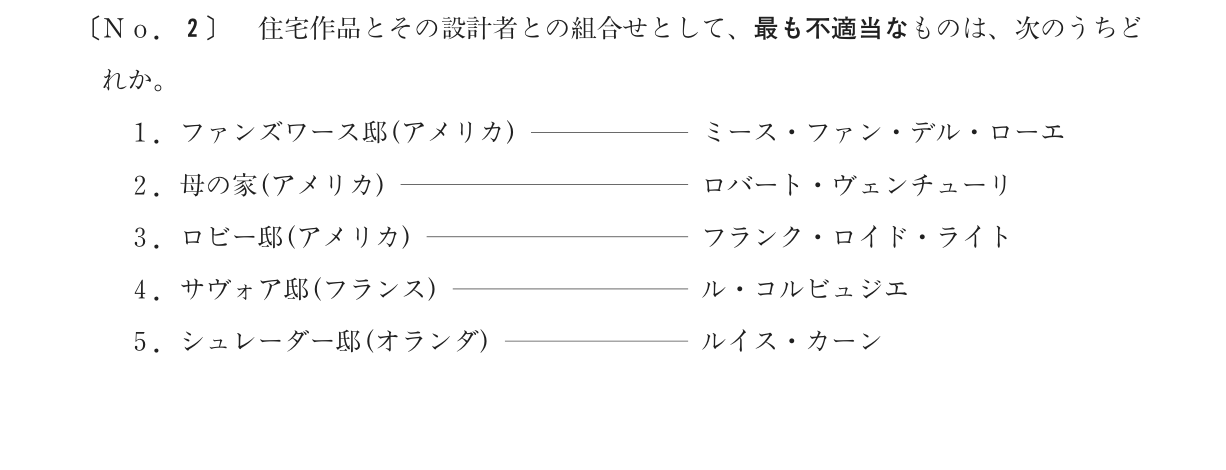 〔No. 2〕 住宅作品とその設計者との組合せとして、最も不適当なものは、次のうちど
れか。
1. ファンズワース邸(アメリカ) ――――― ミース・ファン・デル・ローエ
2. 母の家(アメリカ) ――――― ロバート・ヴェンチューリ
3. ロビー邸(アメリカ) ――――― フランク・ロイド・ライト
4. サヴォア邸(フランス) ――――― ル・コルビュジエ
5. シュレーダー邸(オランダ) ――――― ルイス・カーン